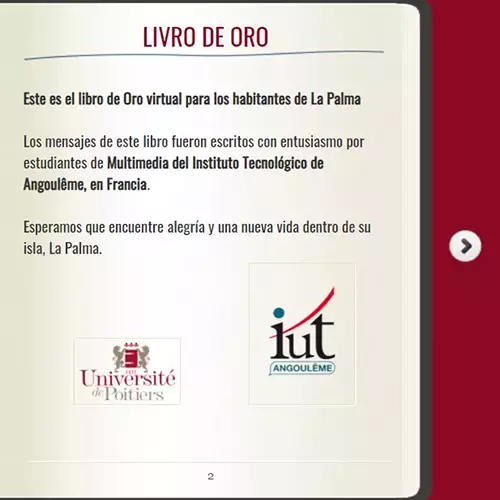 LIVRO DE ORO
Este es el libro de Oro virtual para los habitantes de La Palma
Los mensajes de este libro fueron escritos con entusiasmo por
estudiantes de Multimedia del Instituto Tecnológico de
Angoulême, en Francia.
Esperamos que encuentre alegría y una nueva vida dentro de su
isla, La Palma.
iut
ANGOULÊME
Université
de Poitiers
2